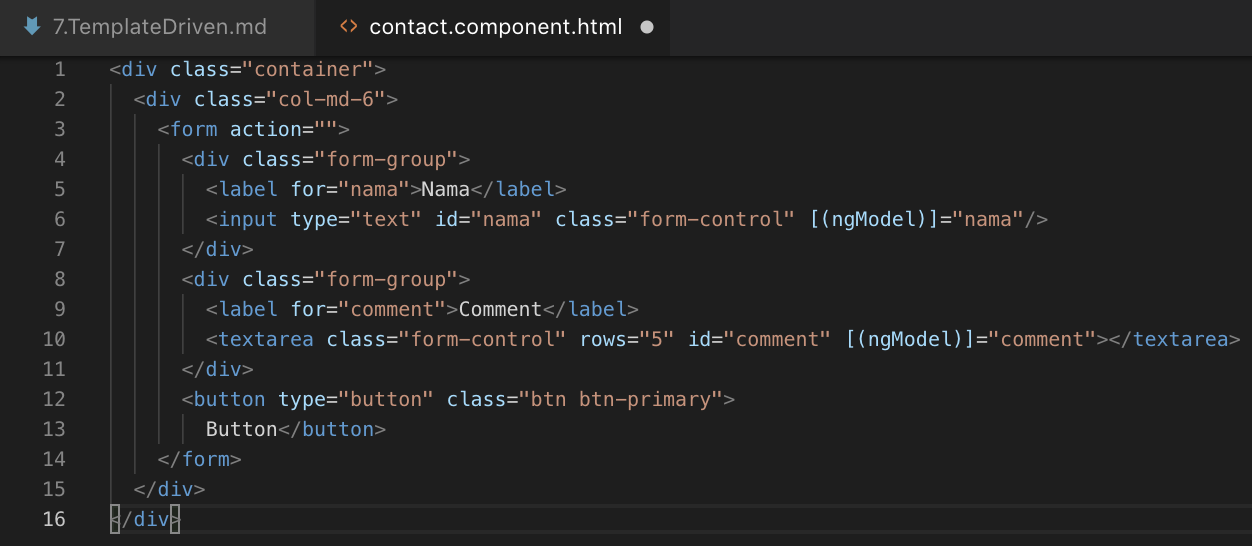 7.TemplateDriven.md
<> contact.component.html
1 <div class="container">
2   <div class="col-md-6">
3     <form action="">
4       <div class="form-group">
5         <label for="nama">Nama</label>
6         <input type="text" id="nama" class="form-control" [(ngModel)]="nama"/>
7       </div>
8       <div class="form-group">
9         <label for="comment">Comment</label>
10         <textarea class="form-control" rows="5" id="comment" [(ngModel)]="comment"></textarea>
11       </div>
12       <button type="button" class="btn btn-primary">
13         Button</button>
14     </form>
15   </div>
16 </div>